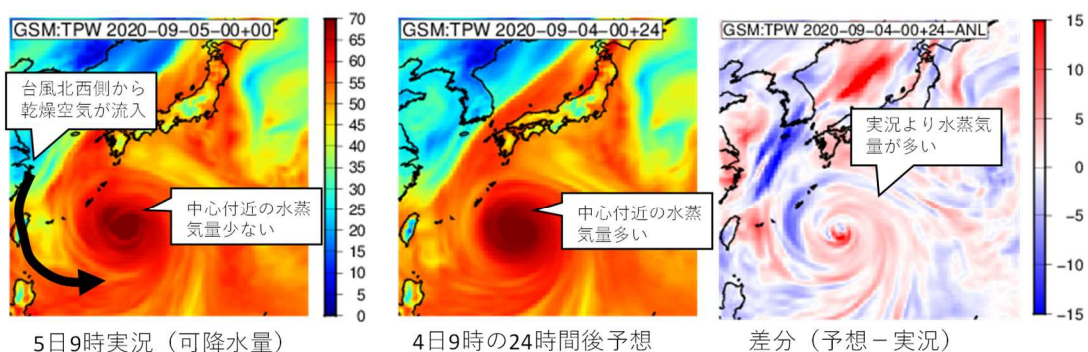 GSM:TPW 2020-09-05-00+00
台風北西側から
乾燥空気が流入
中心付近の水蒸
気量少ない
70
65
60
55
50
45
40
35
30
25
20
15
10
5
0
5日9時実況（可降水量）
GSM:TPW 2020-09-04-00+24
中心付近の水蒸
気量多い
4日9時の24時間後予想
GSM:TPW 2020-09-04-00+24-ANL
実況より水蒸気
量が多い
15
10
5
0
−5
−10
−15
差分（予想－実況）